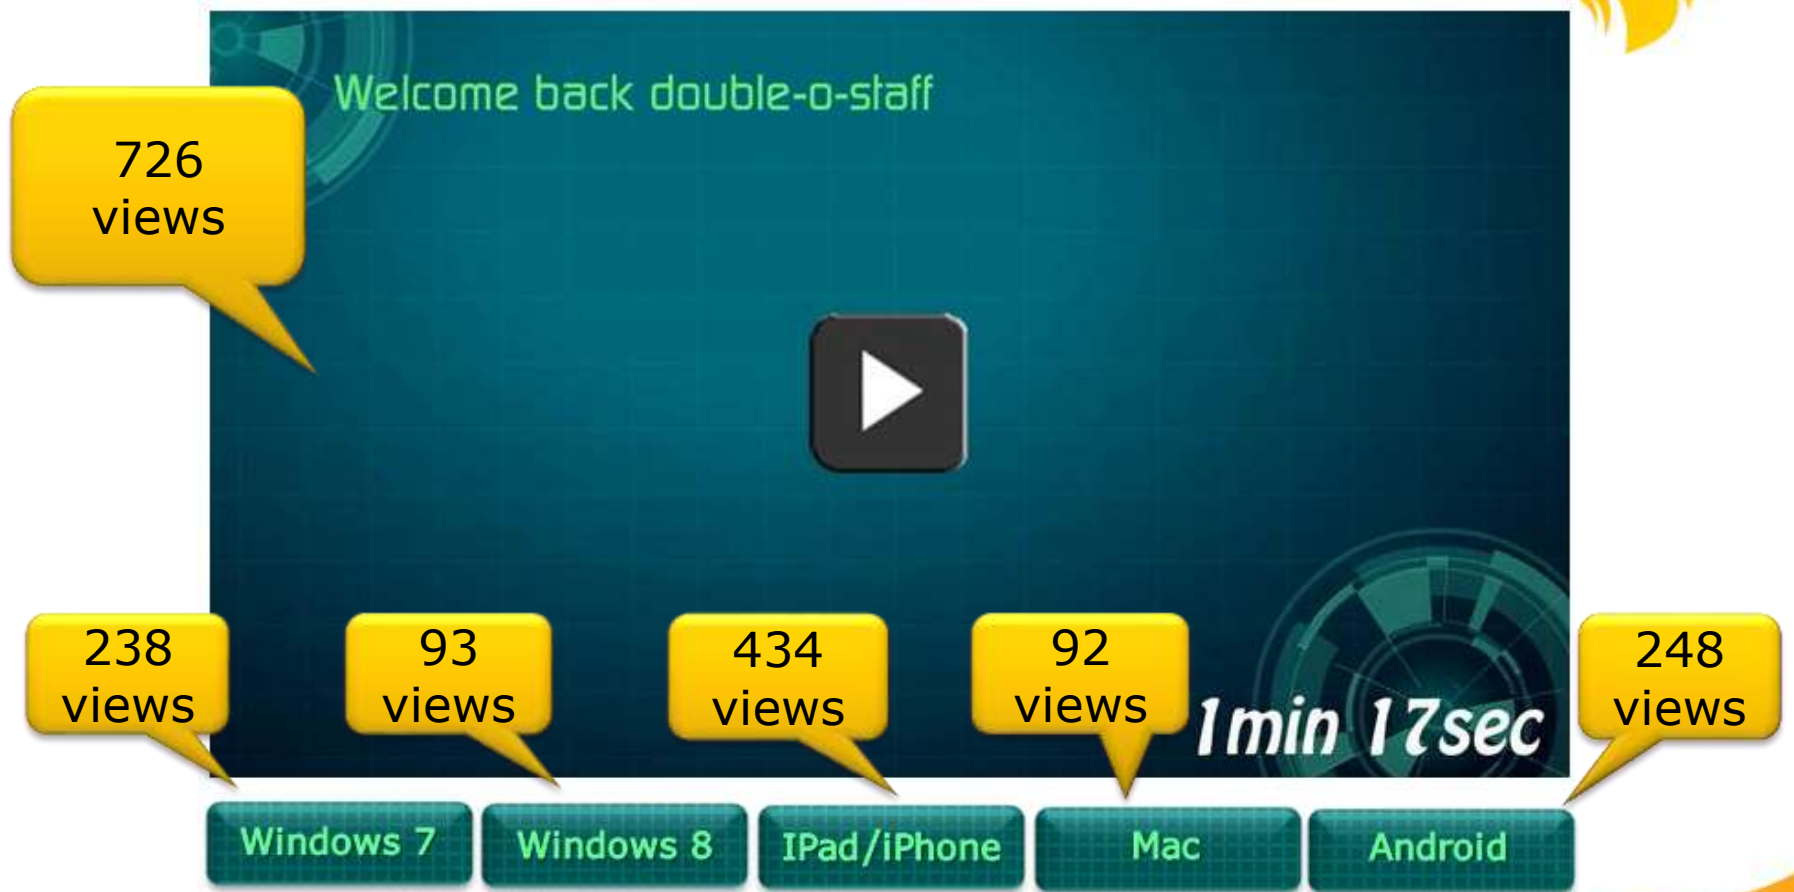 Welcome back double-o-staff
726
views
238
views
93
views
434
views
92
views
1min 17sec
248
views
Windows 7
Windows 8
IPad/iPhone
Mac
Android